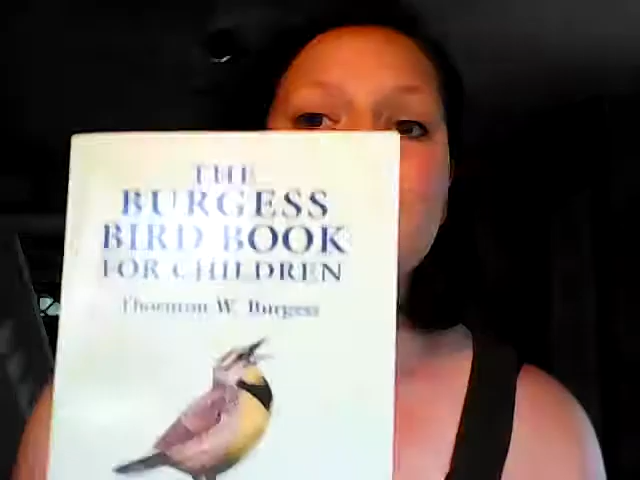 THE
BURGESS
BIRD BOOK
FOR CHILDREN
Thornton W. Burgess